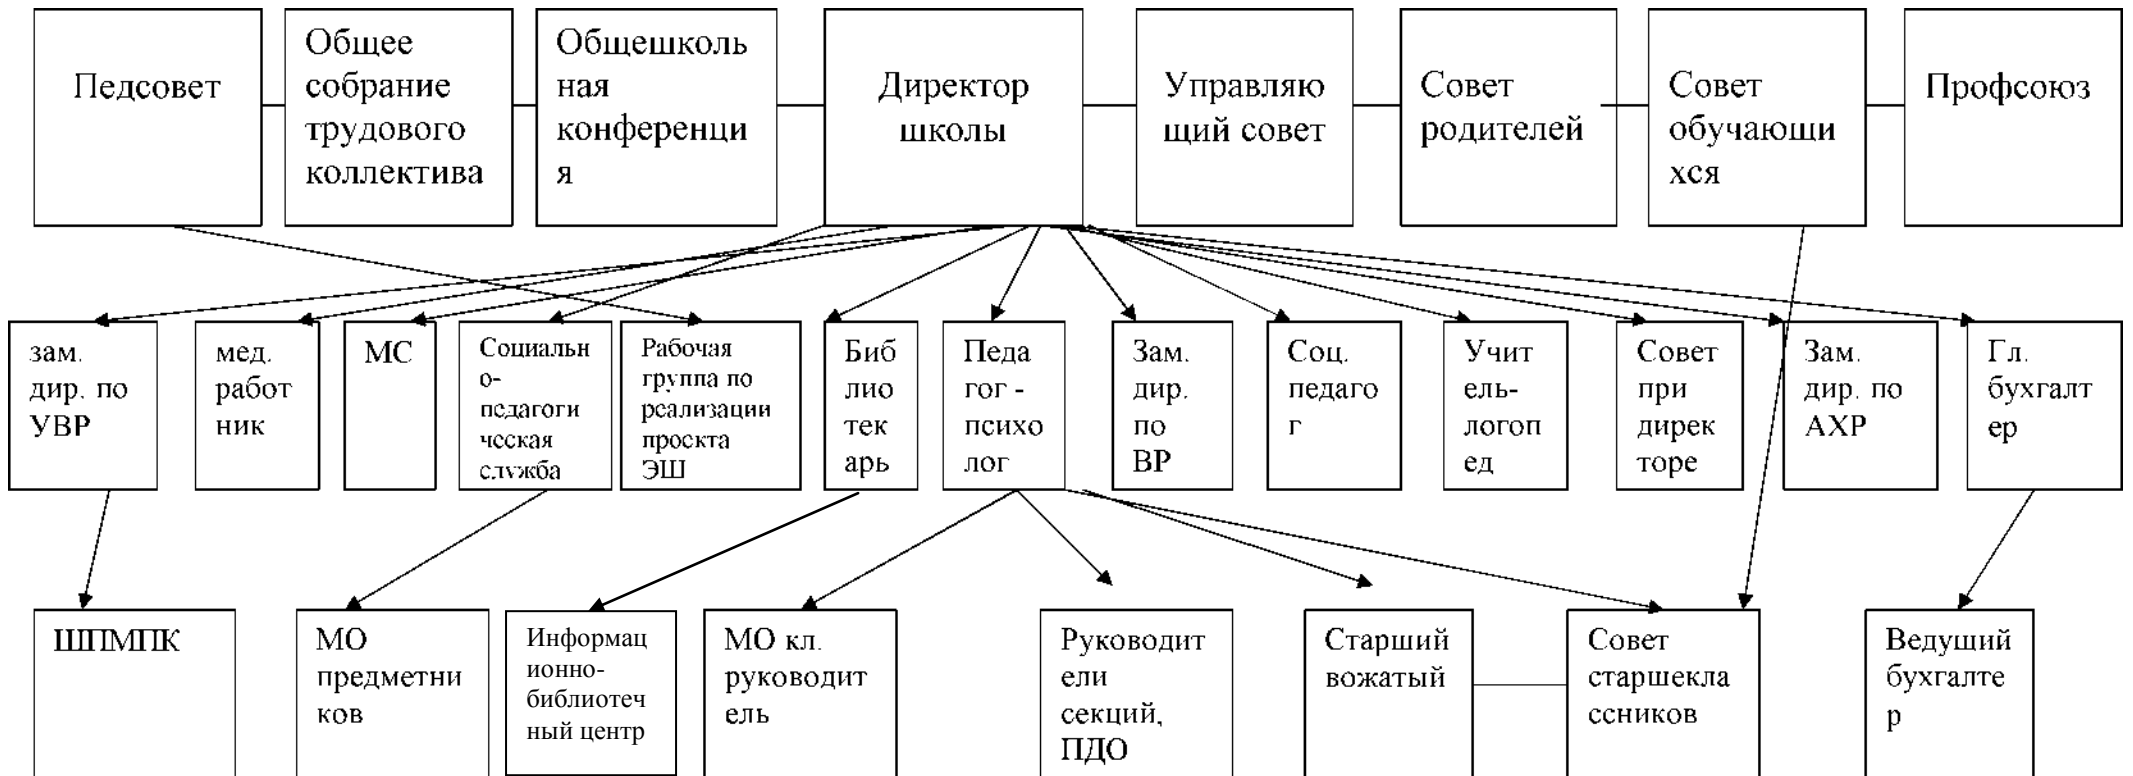 Педсовет
Общее
собрание
трудового
коллектива
Общешколь
ная
конференци
я
Директор
школы
Управляю
щий совет
Совет
родителей
Совет
обучающи
хся
Профсоюз
зам.
дир. по
УВР
мед.
работ
ник
МС
Социальн
о-
педагоги
ческая
служба
Рабочая
группа по
реализации
проекта
ЭШ
Биб
лио
тек
арь
Педа
гог -
психо
лог
Зам.
дир.
по
ВР
Соц.
педаго
г
Учит
ель-
логоп
ед
Совет
при
дирек
торе
Зам.
дир. по
АХР
Гл.
бухгалт
ер
ШПМПК
МО
предметни
ков
Информац
ионно-
библиотеч
ный центр
МО кл.
руководит
ель
Руководит
ели
секций,
ПДО
Старший
вожатый
Совет
старшекла
ссников
Ведущий
бухгалте
р